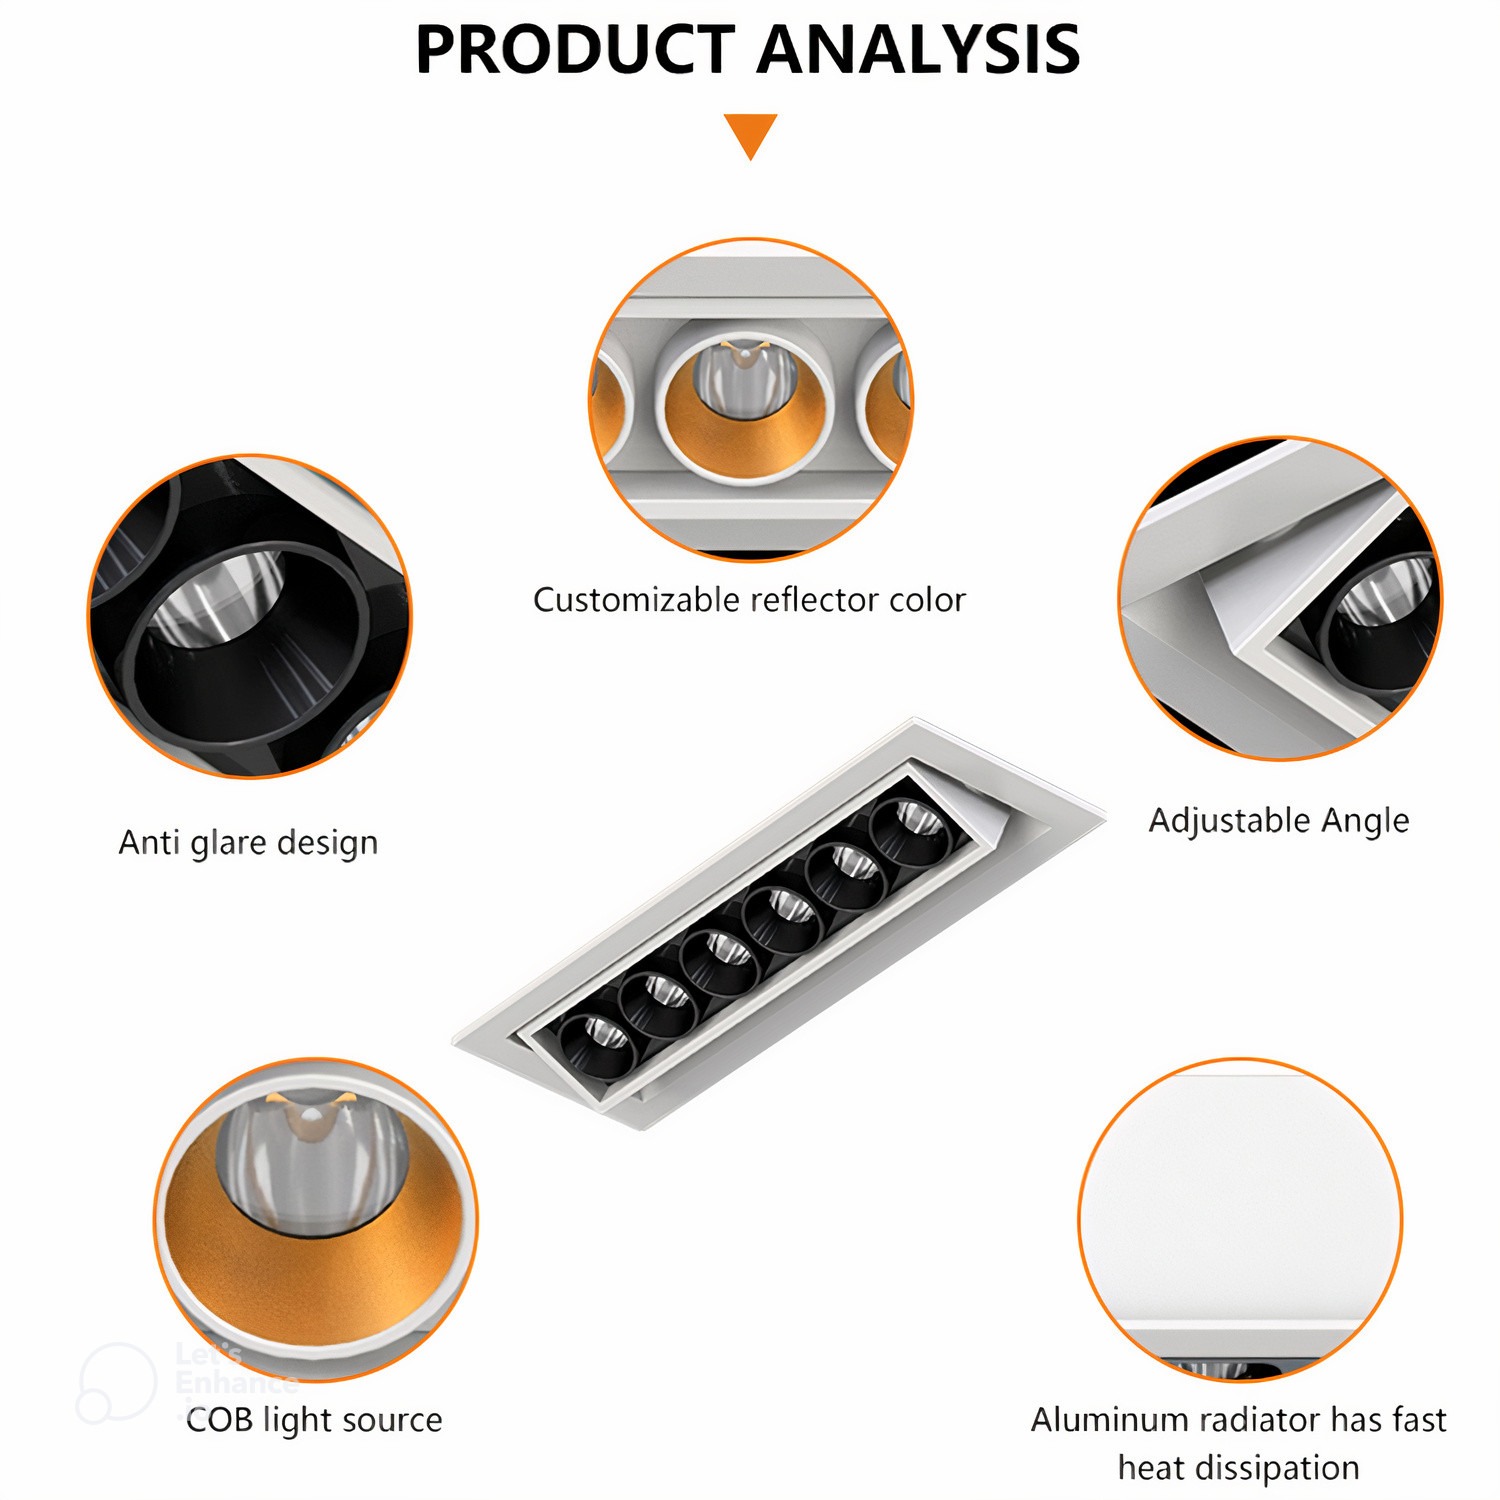 PRODUCT ANALYSIS
Customizable reflector color
Anti glare design
Adjustable Angle
Let's
Enhance
.io
COB light source
Aluminum radiator has fast
heat dissipation